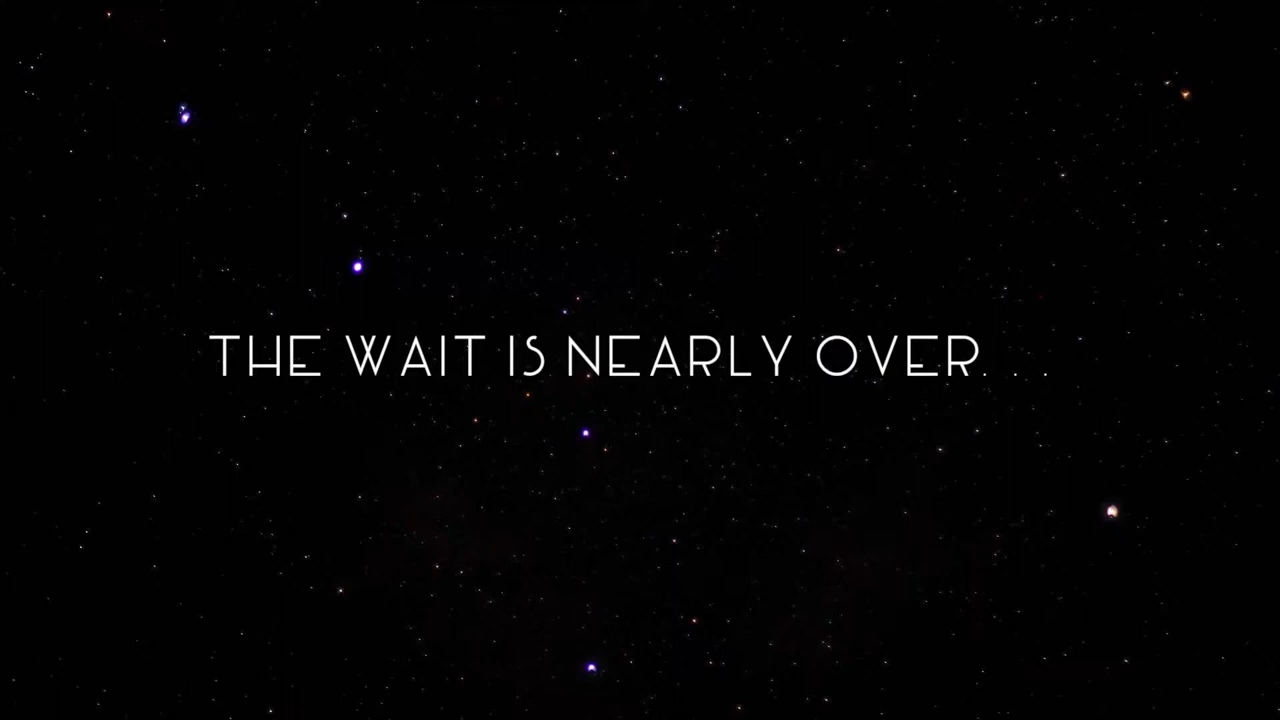 THE WAIT IS NEARLY OVER. . .